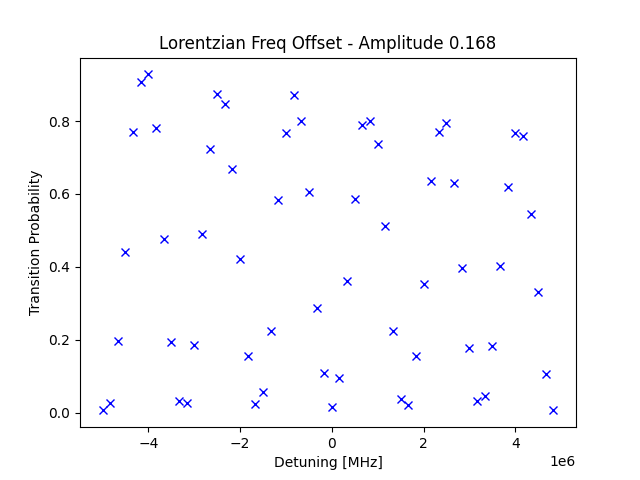 Lorentzian Freq Offset - Amplitude 0.168
Transition Probability
0.8
0.6
0.4
0.2
0.0
−4
−2
0
2
4
1e6
Detuning [MHz]